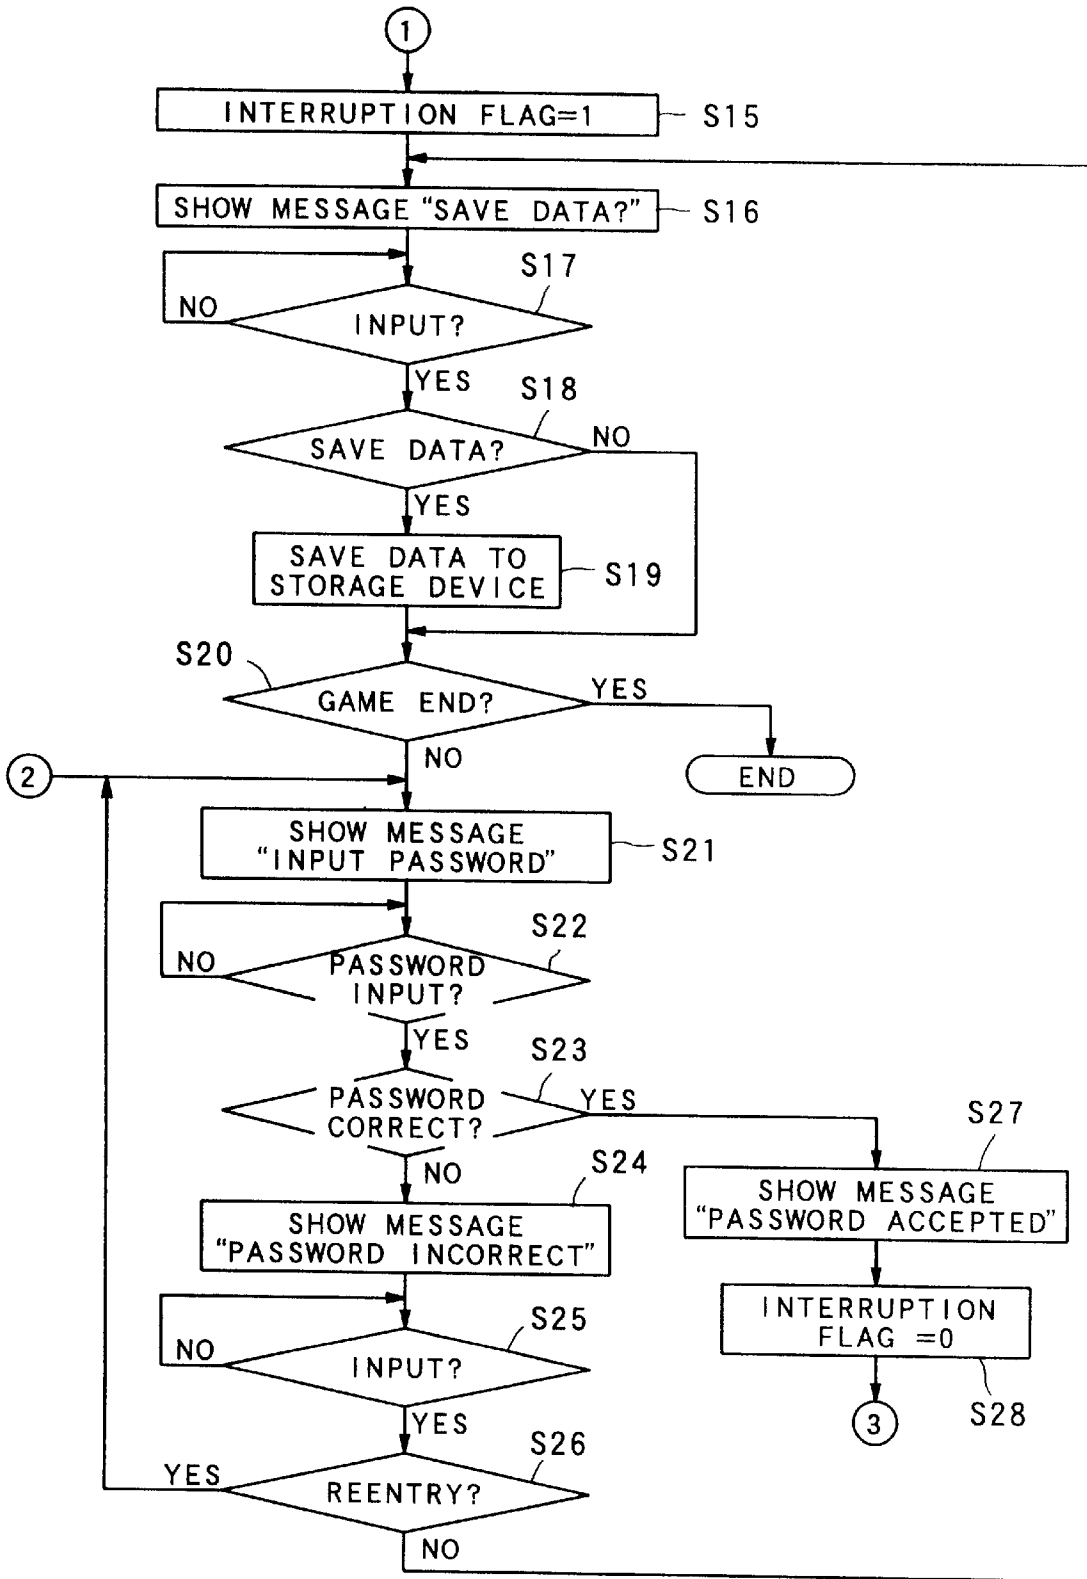 1
INTERRUPTION FLAG=1
S15
SHOW MESSAGE "SAVE DATA?"
S16
S17
NO
INPUT?
YES
S18
SAVE DATA?
NO
YES
SAVE DATA TO
STORAGE DEVICE
S19
S20
GAME END?
YES
NO
END
2
SHOW MESSAGE
"INPUT PASSWORD"
S21
S22
NO
PASSWORD
INPUT?
YES
S23
PASSWORD
CORRECT?
YES
NO
S24
SHOW MESSAGE
"PASSWORD INCORRECT"
S27
SHOW MESSAGE
"PASSWORD ACCEPTED"
INTERRUPTION
FLAG =0
S28
3
S25
NO
INPUT?
YES
S26
YES
REENTRY?
NO